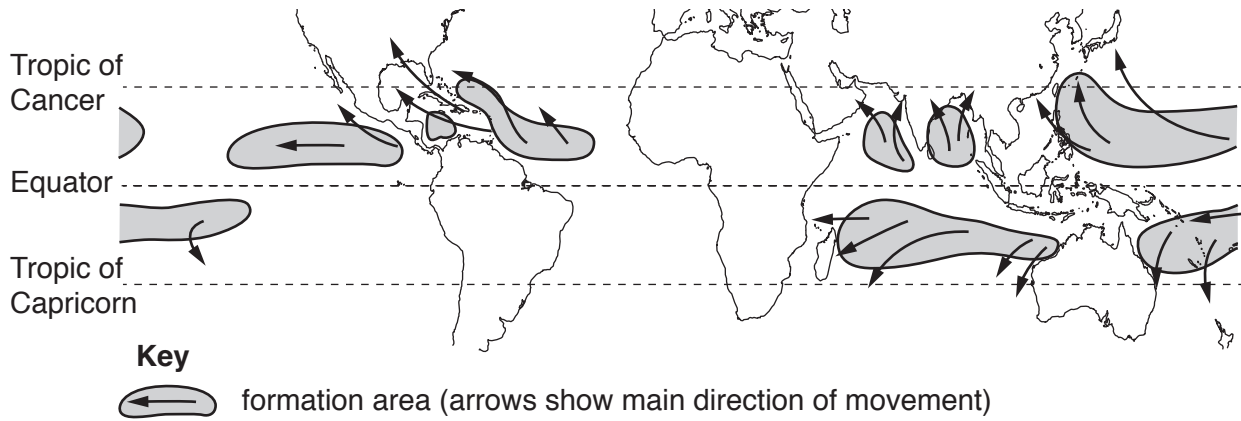 Tropic of
Cancer
Equator
Tropic of
Capricorn
Key
formation area (arrows show main direction of movement)